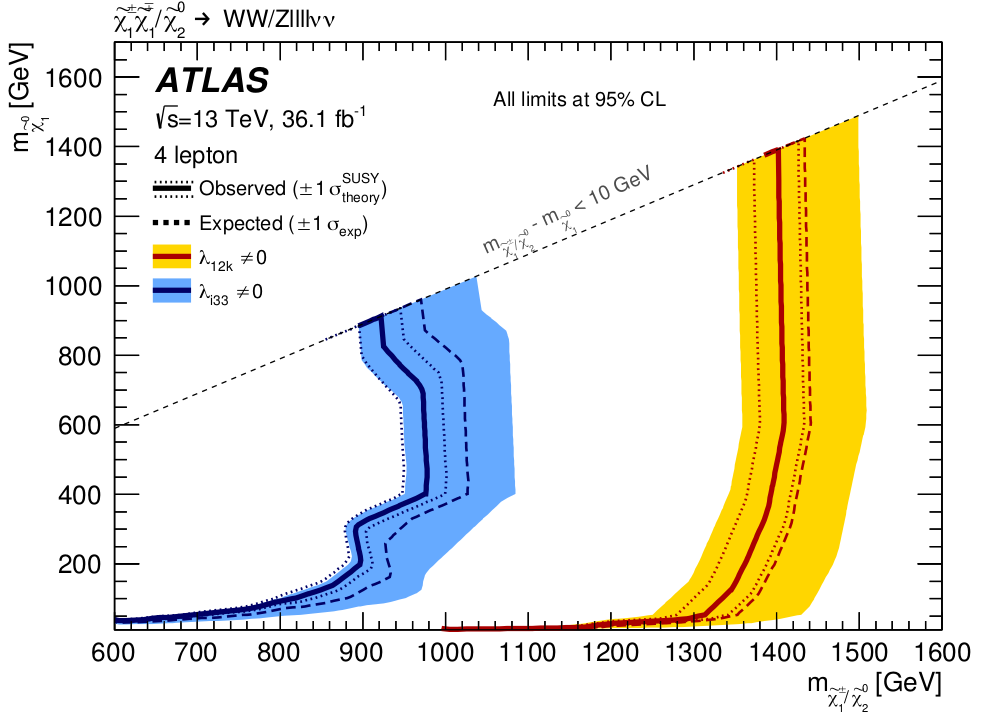 χ̃₁±χ̃₁∓/χ̃₂⁰ → WW/Zllllνν
ATLAS
√s=13 TeV, 36.1 fb⁻¹
All limits at 95% CL
4 lepton
Observed (±1 σ_theory^SUSY)
Expected (±1 σ_exp)
λ₁₂ₖ ≠0
λᵢ₃₃ ≠0
m_χ̃₁±/χ̃₂⁰ - m_χ̃₁⁰ < 10 GeV
m_χ̃₁⁰ [GeV]
1600
1400
1200
1000
800
600
400
200
600 700 800 900 1000 1100 1200 1300 1400 1500 1600
m_χ̃₁±/χ̃₂⁰ [GeV]